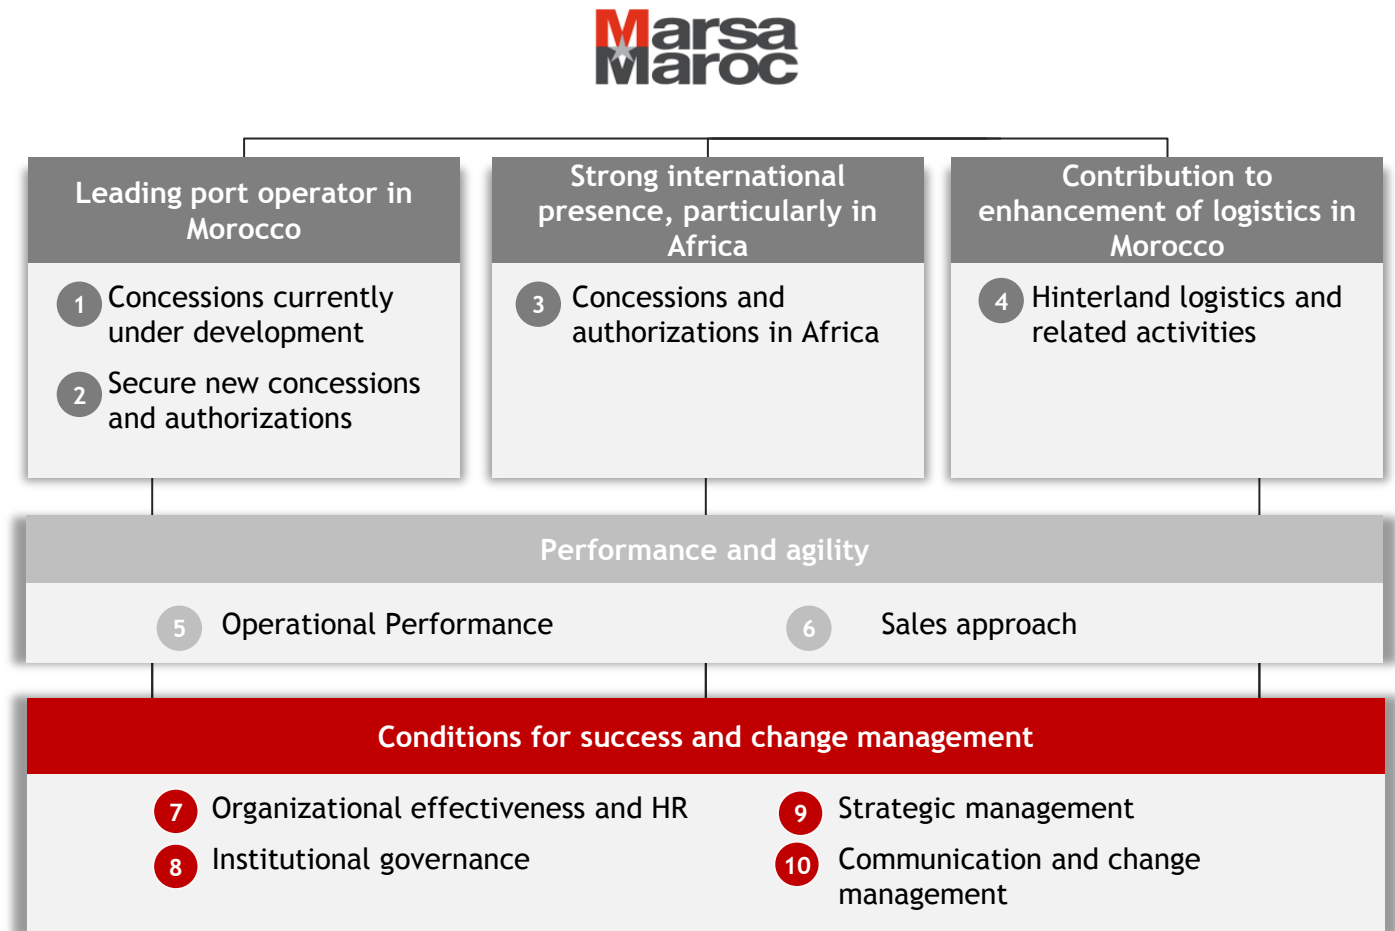 Marsa
Maroc
Leading port operator in
Morocco
1 Concessions currently
under development
2 Secure new concessions
and authorizations
Strong international
presence, particularly in
Africa
3 Concessions and
authorizations in Africa
Contribution to
enhancement of logistics in
Morocco
4 Hinterland logistics and
related activities
Performance and agility
5 Operational Performance
6 Sales approach
Conditions for success and change management
7 Organizational effectiveness and HR
8 Institutional governance
9 Strategic management
10 Communication and change
management